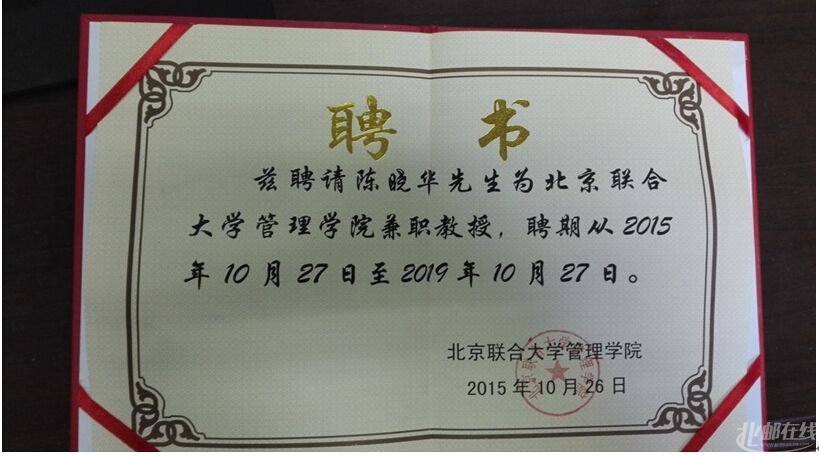 聘书
兹聘请陈晓华先生为北京联合
大学管理学院兼职教授，聘期从2015
年10月27日至2019年10月27日。
北京联合大学管理学院
2015年10月26日
北邮在线